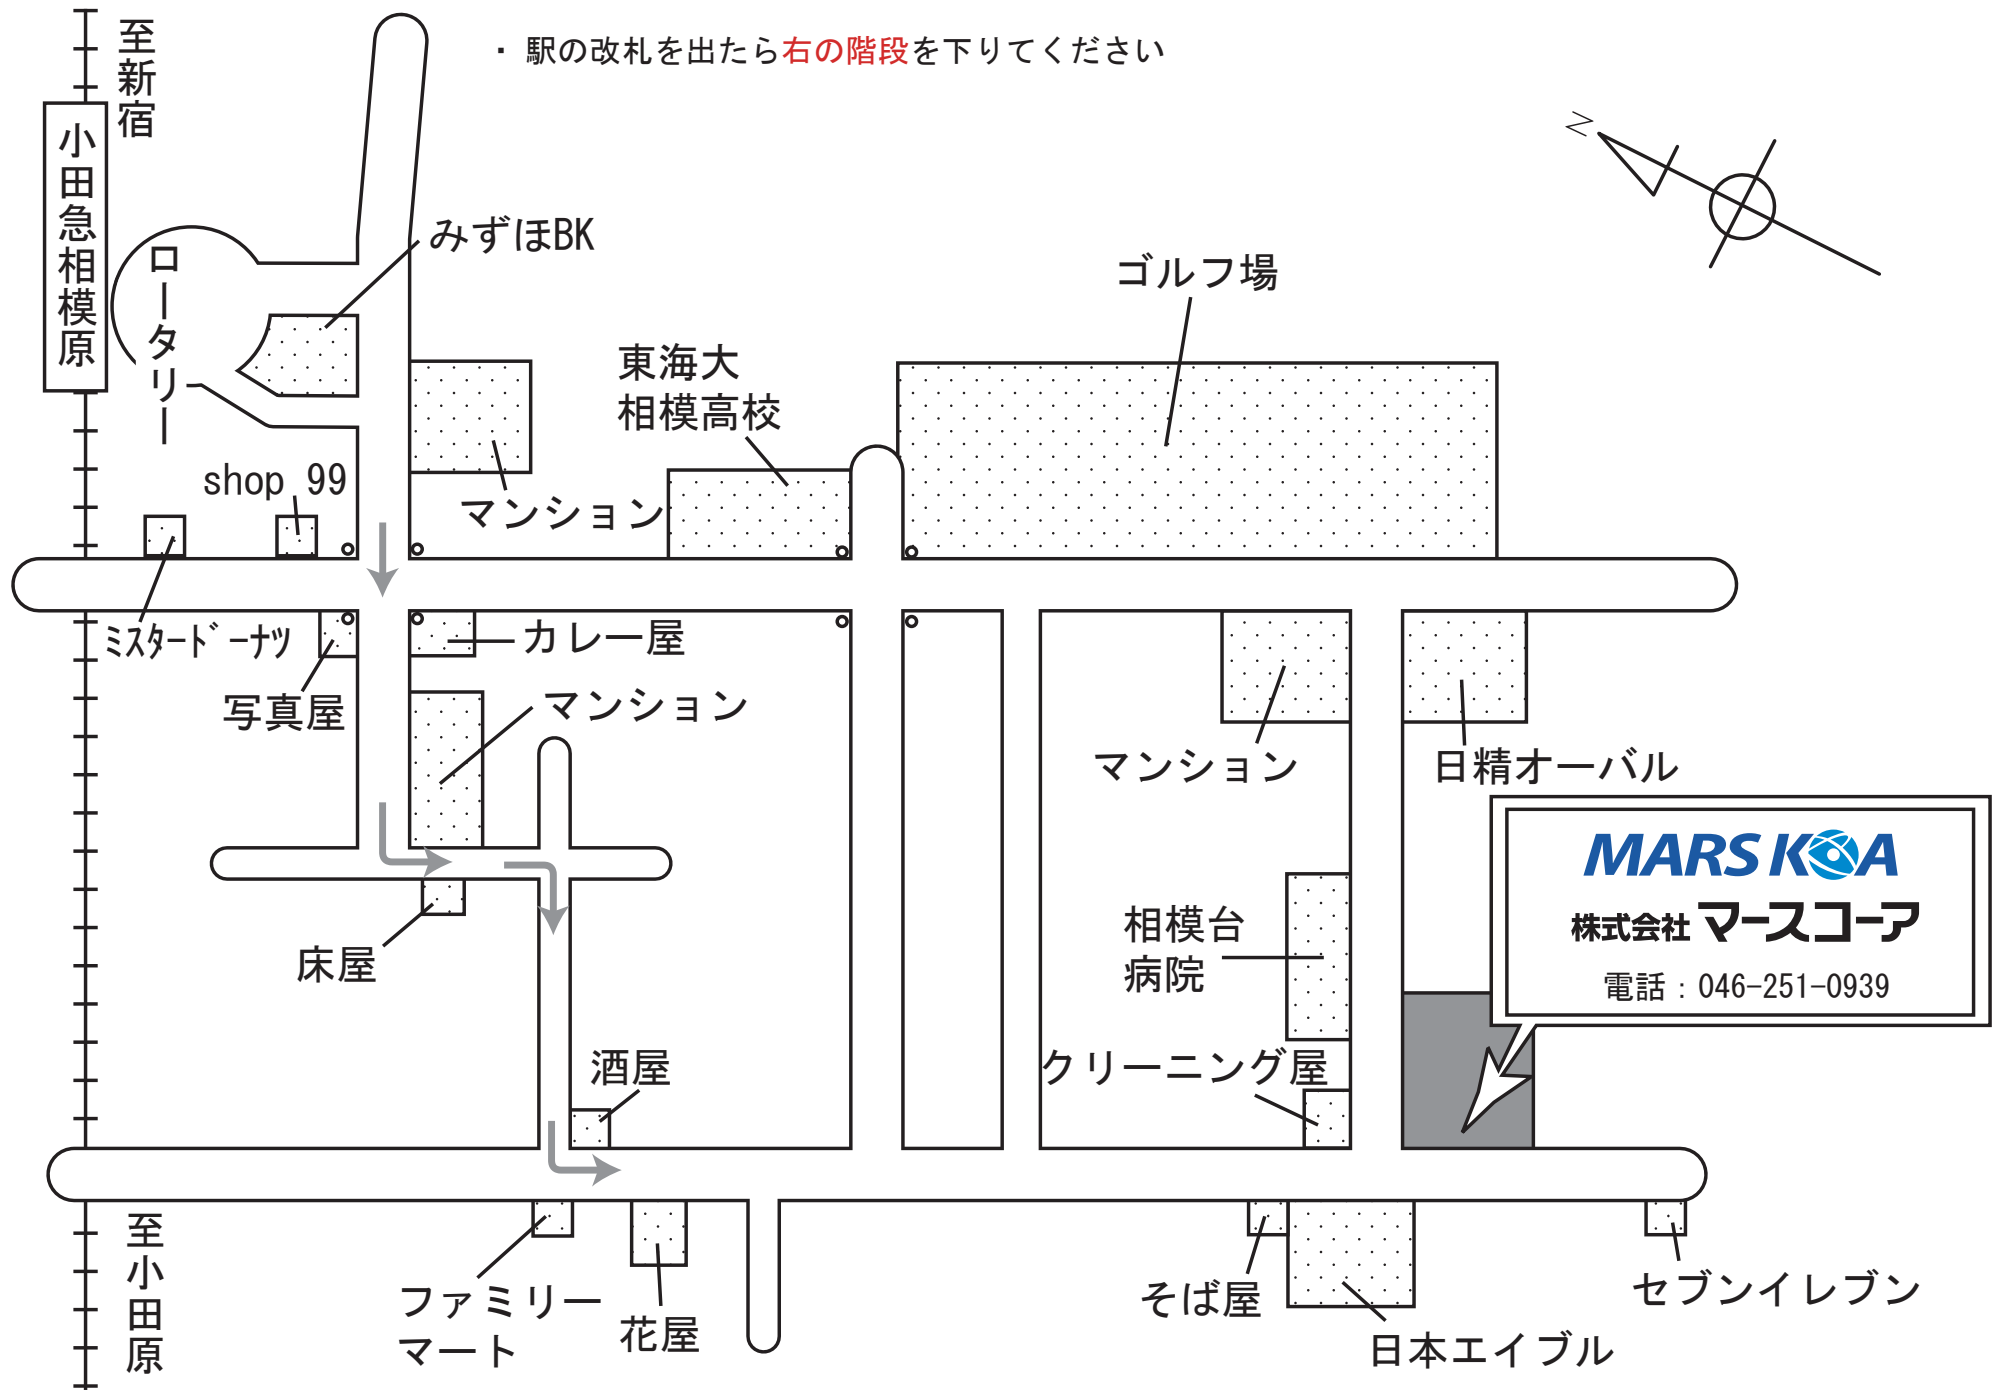 ・ 駅の改札を出たら右の階段を下りてください
至新宿
小田急相模原
ロータリー
みずほBK
N
ゴルフ場
東海大
相模高校
shop 99
マンション
ﾐｽﾀｰﾄﾞｰﾅﾂ
写真屋
カレー屋
マンション
マンション
日精オーバル
MARS KOA
株式会社 マースコーア
電話：046-251-0939
床屋
相模台
病院
酒屋
クリーニング屋
至小田原
ファミリー
マート
花屋
そば屋
日本エイブル
セブンイレブン